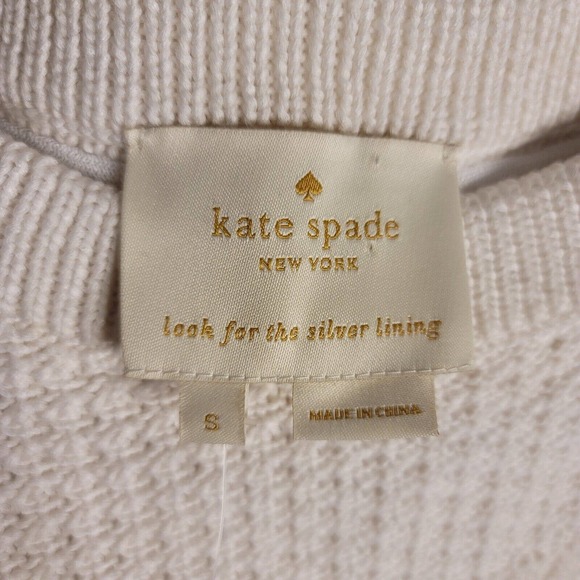 kate spade
NEW YORK
look for the silver lining
S
MADE IN CHINA